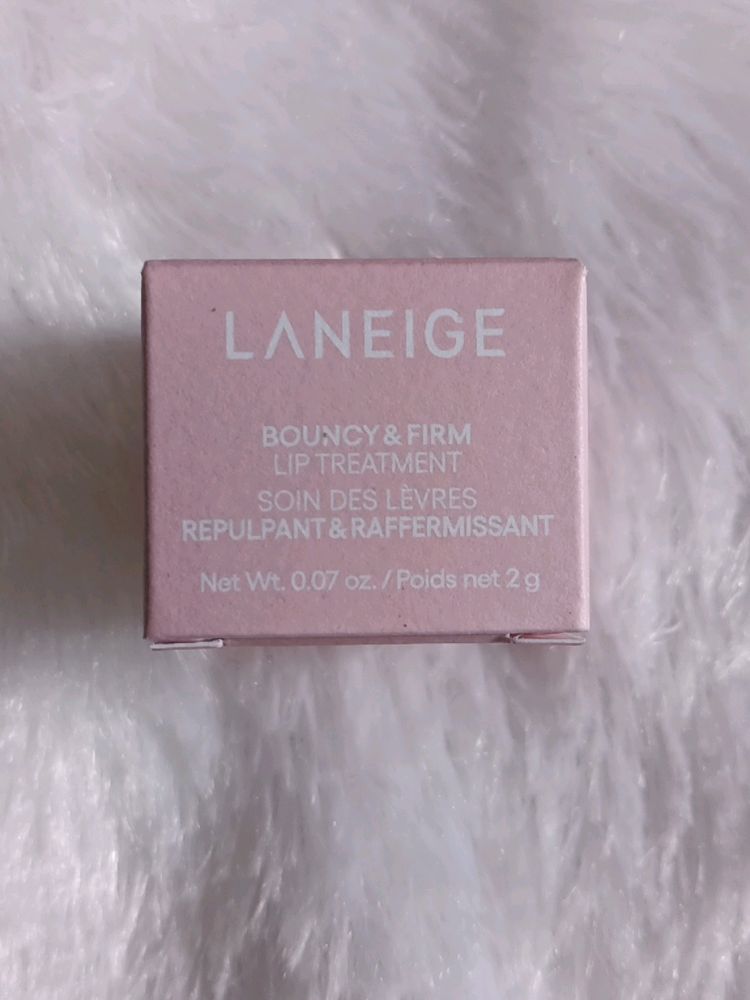 LANEIGE
BOUNCY & FIRM
LIP TREATMENT
SOIN DES LÈVRES
REPULPANT & RAFFERMISSANT
Net Wt. 0.07 oz. / Poids net 2 g